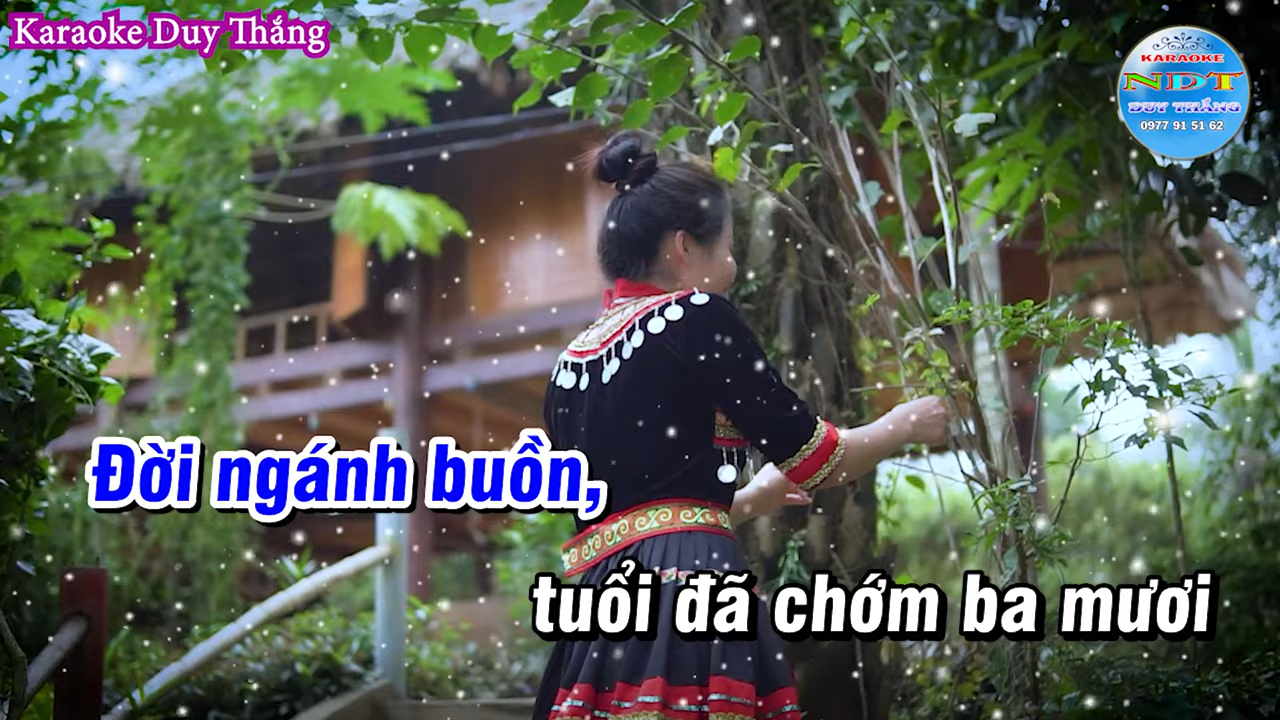 Karaoke Duy Thắng
KARAOKE
NDT
DUY THẮNG
0977 91 51 62
Đời ngánh buồn,
tuổi đã chớm ba mươi